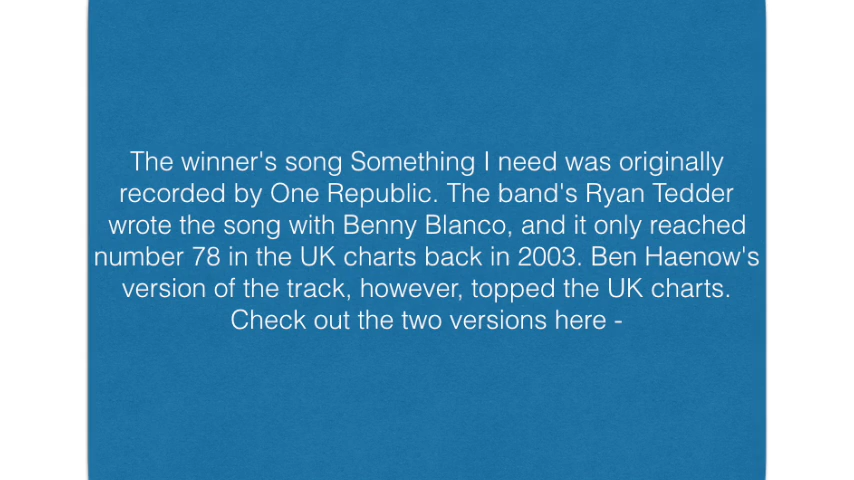 The winner's song Something I need was originally
recorded by One Republic. The band's Ryan Tedder
wrote the song with Benny Blanco, and it only reached
number 78 in the UK charts back in 2003. Ben Haenow's
version of the track, however, topped the UK charts.
Check out the two versions here -